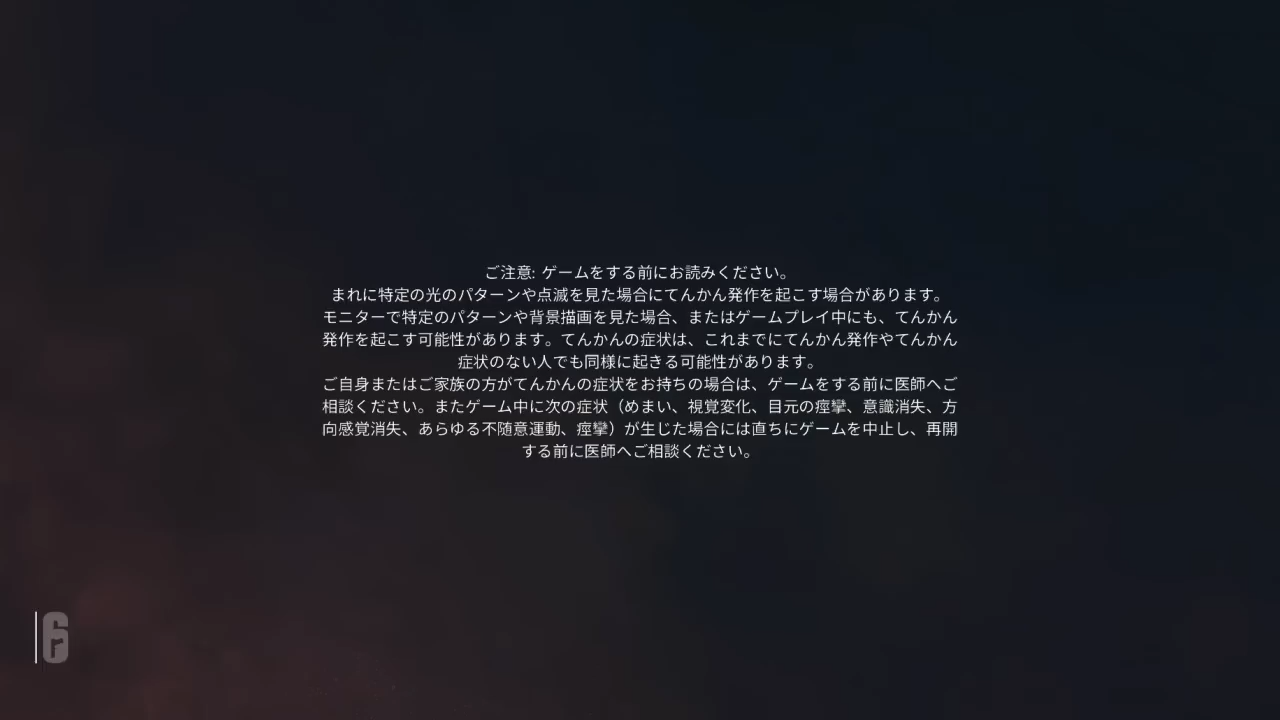 ご注意: ゲームをする前にお読みください。
まれに特定の光のパターンや点滅を見た場合にてんかん発作を起こす場合があります。
モニターで特定のパターンや背景描画を見た場合、またはゲームプレイ中にも、てんかん
発作を起こす可能性があります。てんかんの症状は、これまでにてんかん発作やてんかん
症状のない人でも同様に起きる可能性があります。
ご自身またはご家族の方がてんかんの症状をお持ちの場合は、ゲームをする前に医師へご
相談ください。またゲーム中に次の症状（めまい、視覚変化、目元の痙攣、意識消失、方
向感覚消失、あらゆる不随意運動、痙攣）が生じた場合には直ちにゲームを中止し、再開
する前に医師へご相談ください。
6